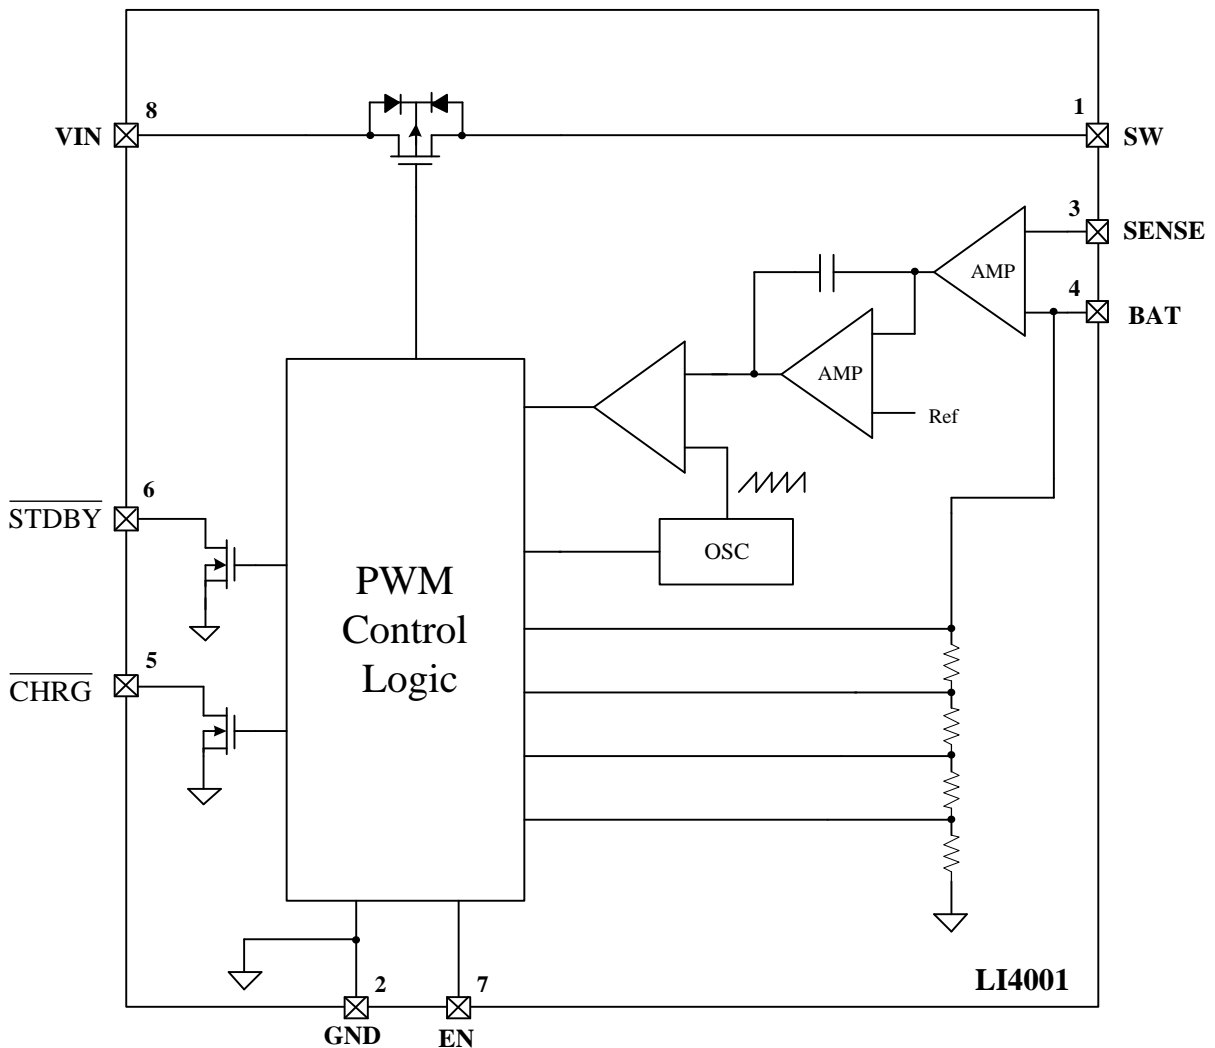 8
VIN
1
SW
3
SENSE
AMP
4
BAT
AMP
Ref
6
STDBY
OSC
PWM
Control
Logic
5
CHRG
LI4001
2
7
GND
EN